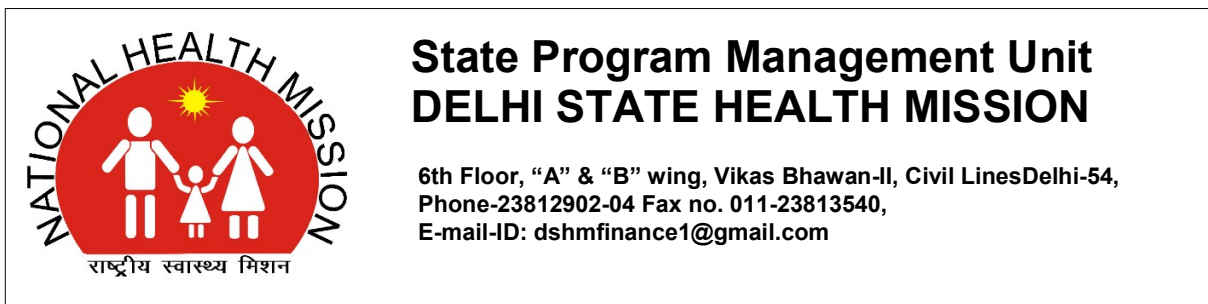 NATIONAL HEALTH MISSION
राष्ट्रीय स्वास्थ्य मिशन
State Program Management Unit
DELHI STATE HEALTH MISSION
6th Floor, “A” & “B” wing, Vikas Bhawan-II, Civil LinesDelhi-54,
Phone-23812902-04 Fax no. 011-23813540,
E-mail-ID: dshmfinance1@gmail.com